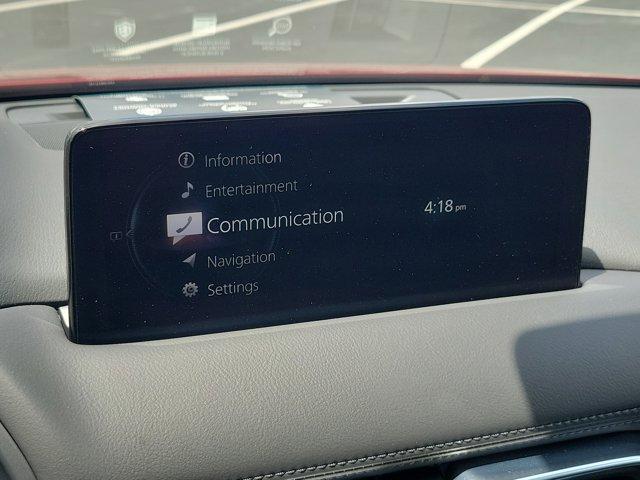 Information
Entertainment
Communication
4:18 pm
Navigation
Settings